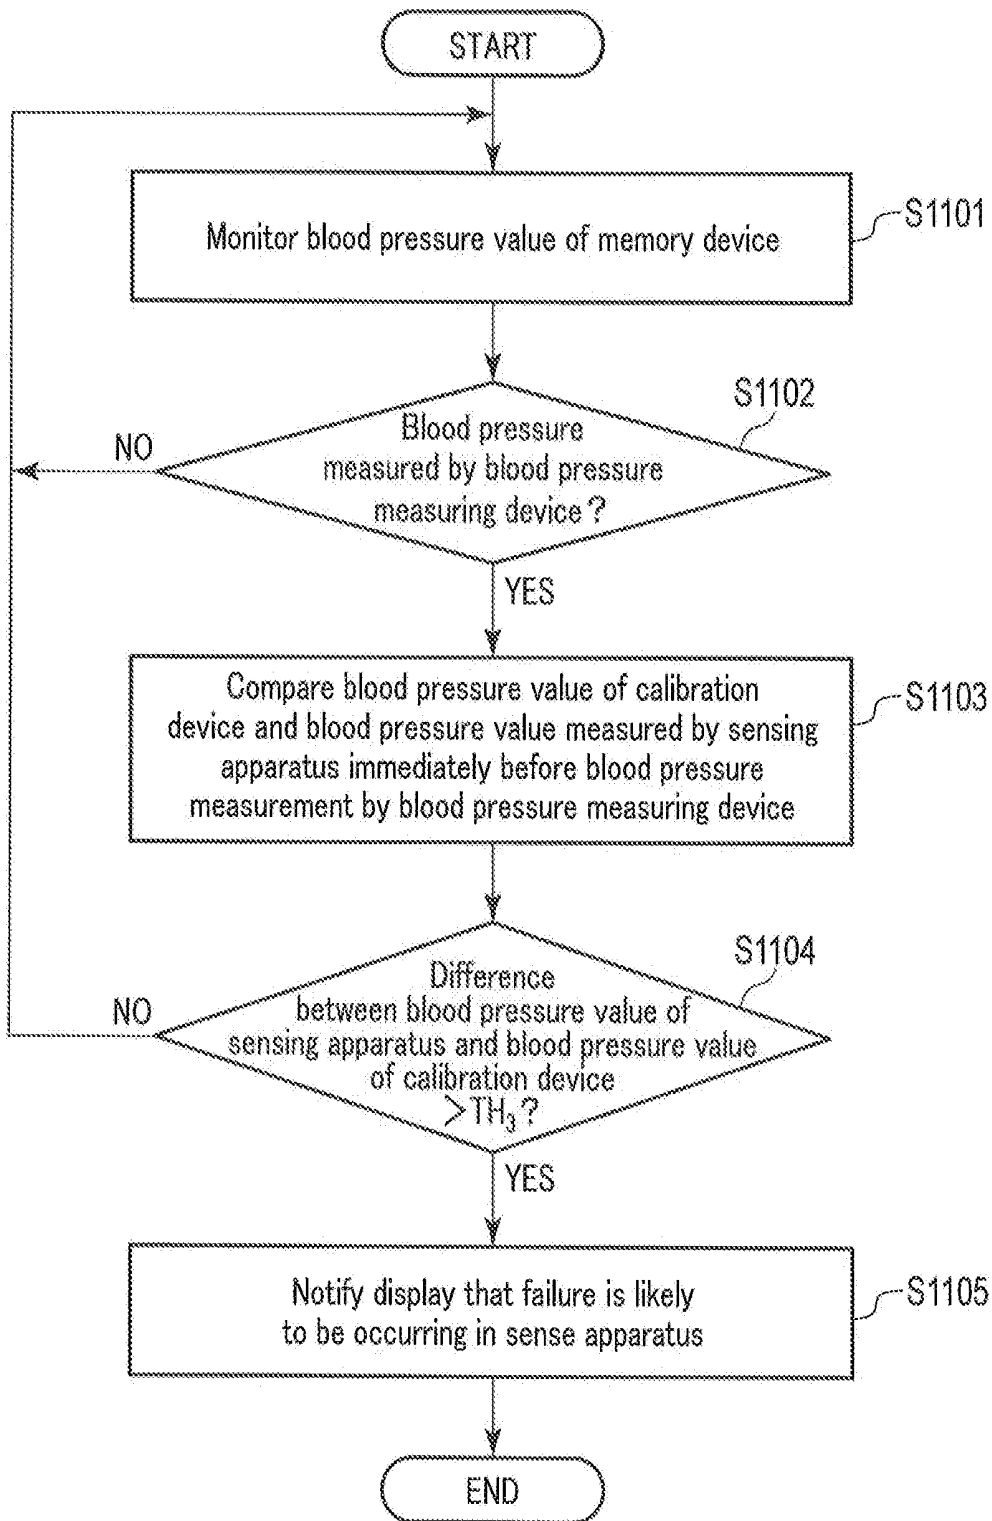 START
Monitor blood pressure value of memory device
S1101
S1102
Blood pressure
measured by blood pressure
measuring device?
NO
YES
Compare blood pressure value of calibration
device and blood pressure value measured by sensing
apparatus immediately before blood pressure
measurement by blood pressure measuring device
S1103
S1104
Difference
between blood pressure value of
sensing apparatus and blood pressure value
of calibration device
>TH₃?
NO
YES
Notify display that failure is likely
to be occurring in sense apparatus
S1105
END